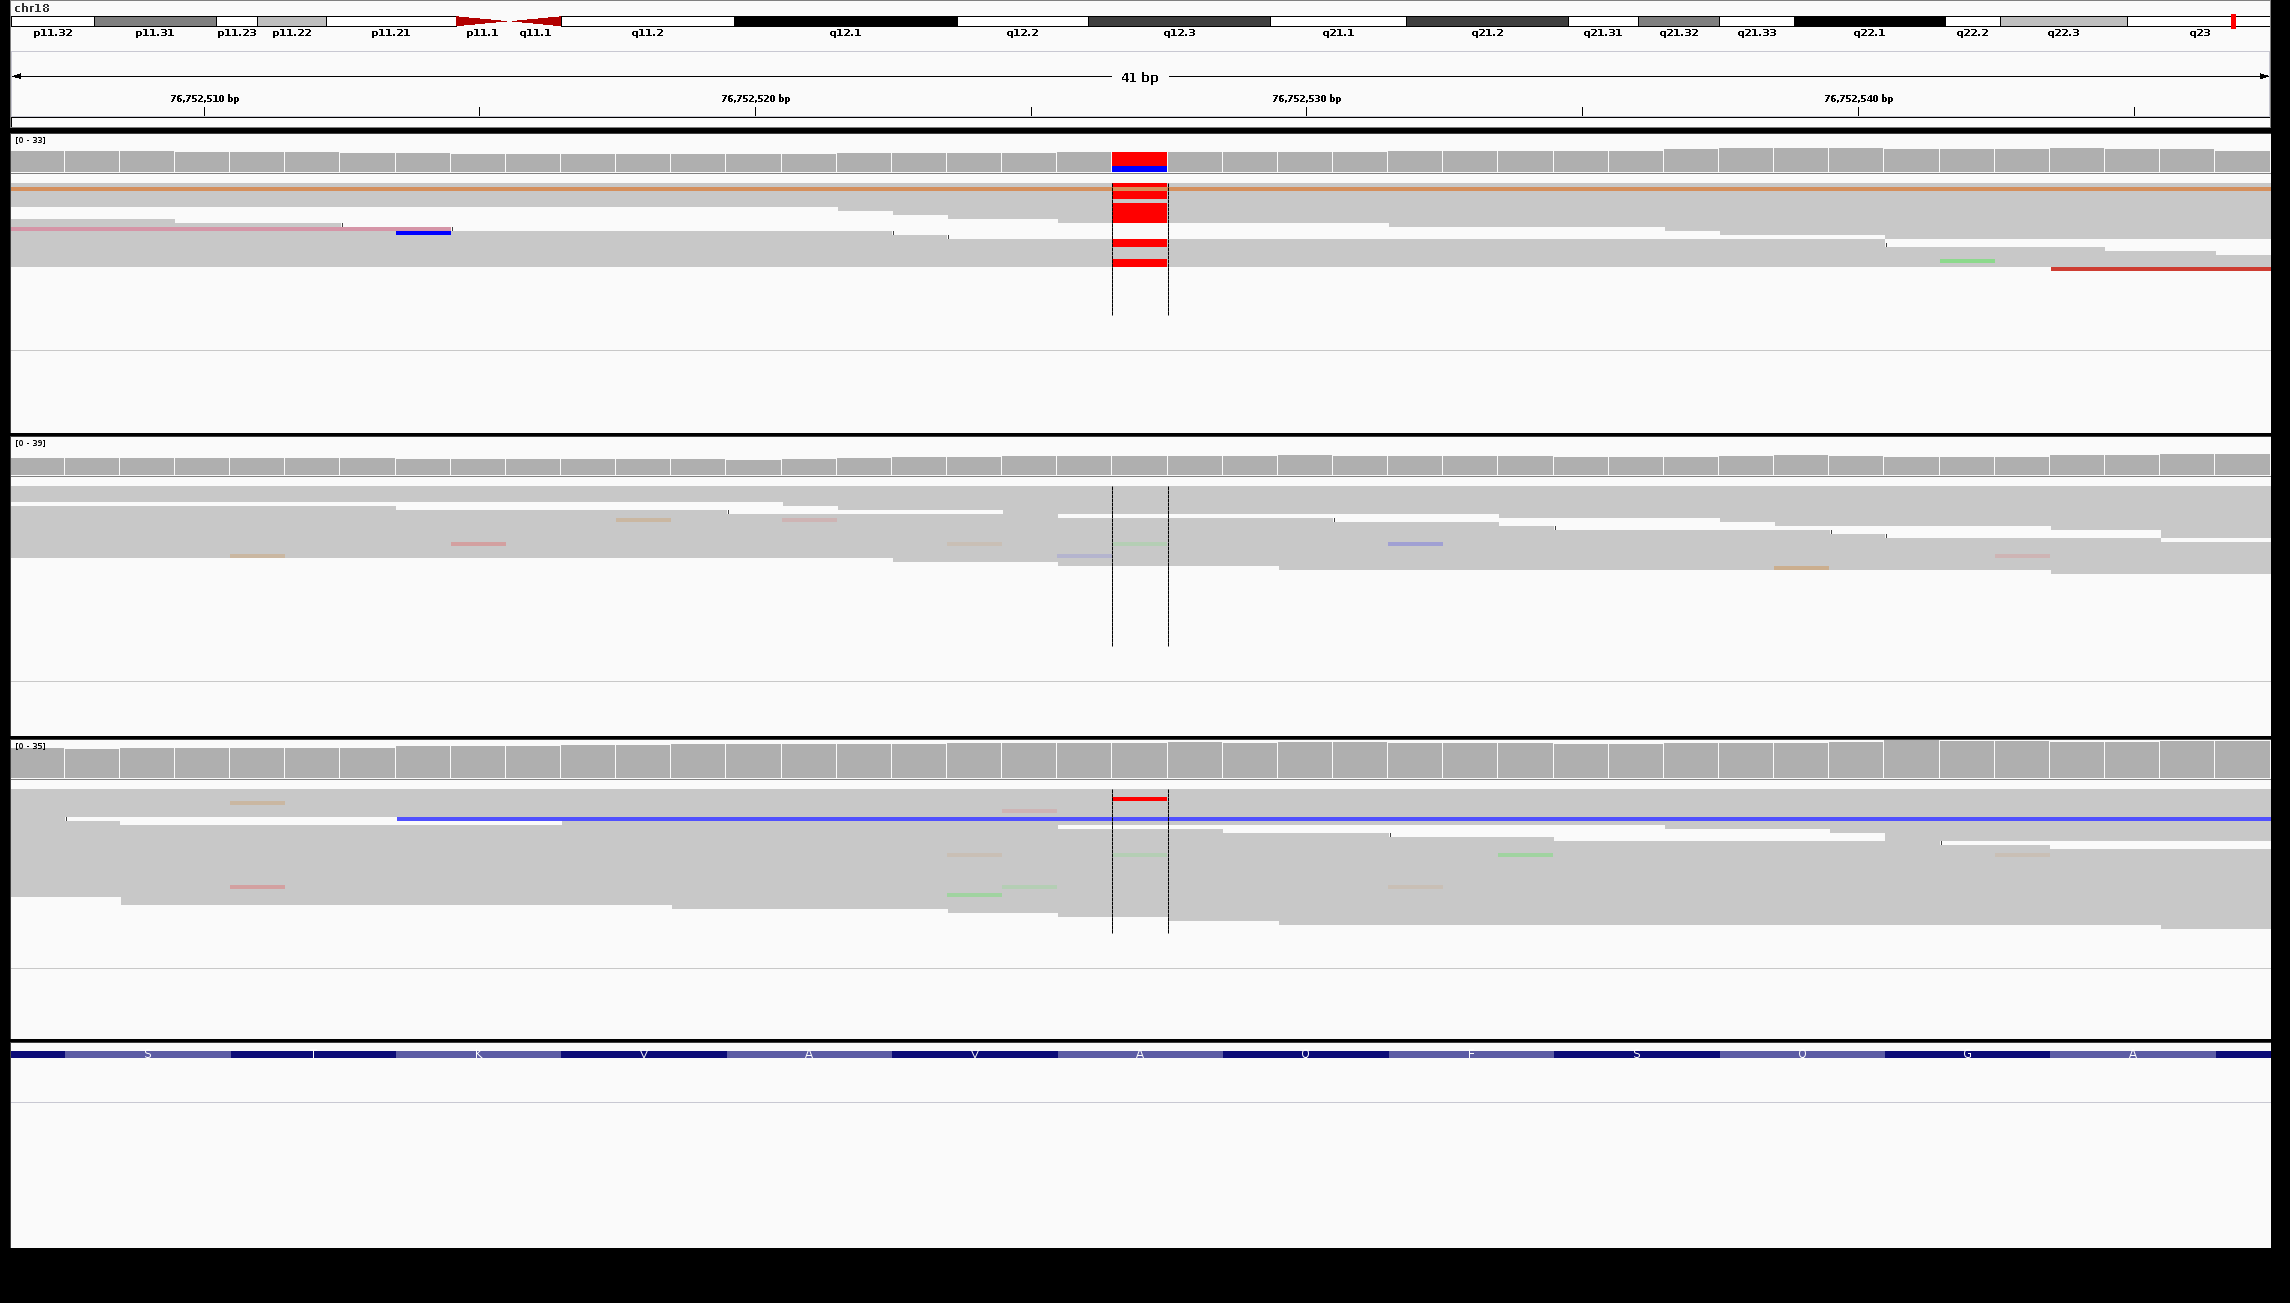 chr18
p11.32 p11.31 p11.23 p11.22 p11.21 p11.1 q11.1 q11.2 q12.1 q12.2 q12.3 q21.1 q21.2 q21.31 q21.32 q21.33 q22.1 q22.2 q22.3 q23
41 bp
76,752,510 bp 76,752,520 bp 76,752,530 bp 76,752,540 bp
[0 - 33]
[0 - 39]
[0 - 35]
S I K V A V A Q F S Q G A